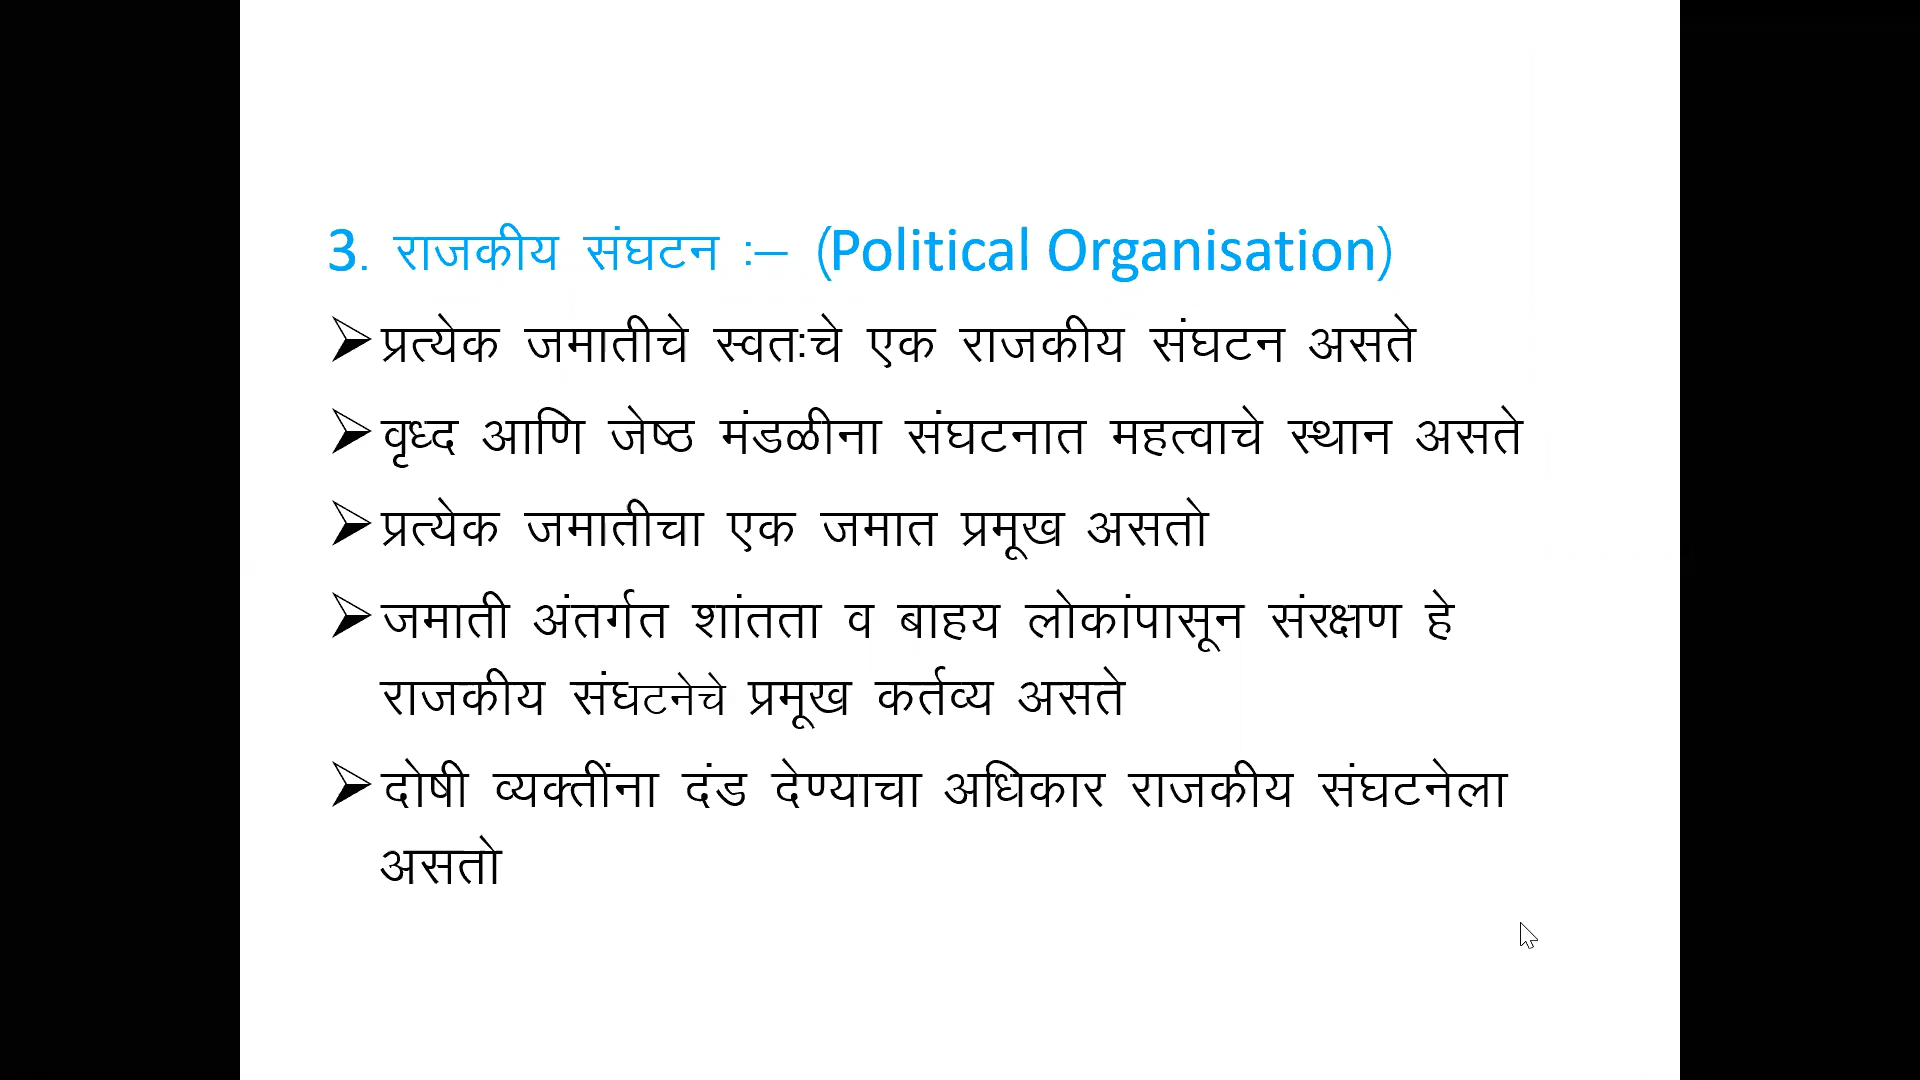 3. राजकीय संघटन :– (Political Organisation)
➢प्रत्येक जमातीचे स्वतःचे एक राजकीय संघटन असते
➢वृध्द आणि जेष्ठ मंडळीना संघटनात महत्वाचे स्थान असते
➢प्रत्येक जमातीचा एक जमात प्रमूख असतो
➢जमाती अंतर्गत शांतता व बाहय लोकांपासून संरक्षण हे
राजकीय संघटनेचे प्रमूख कर्तव्य असते
➢दोषी व्यक्तींना दंड देण्याचा अधिकार राजकीय संघटनेला
असतो